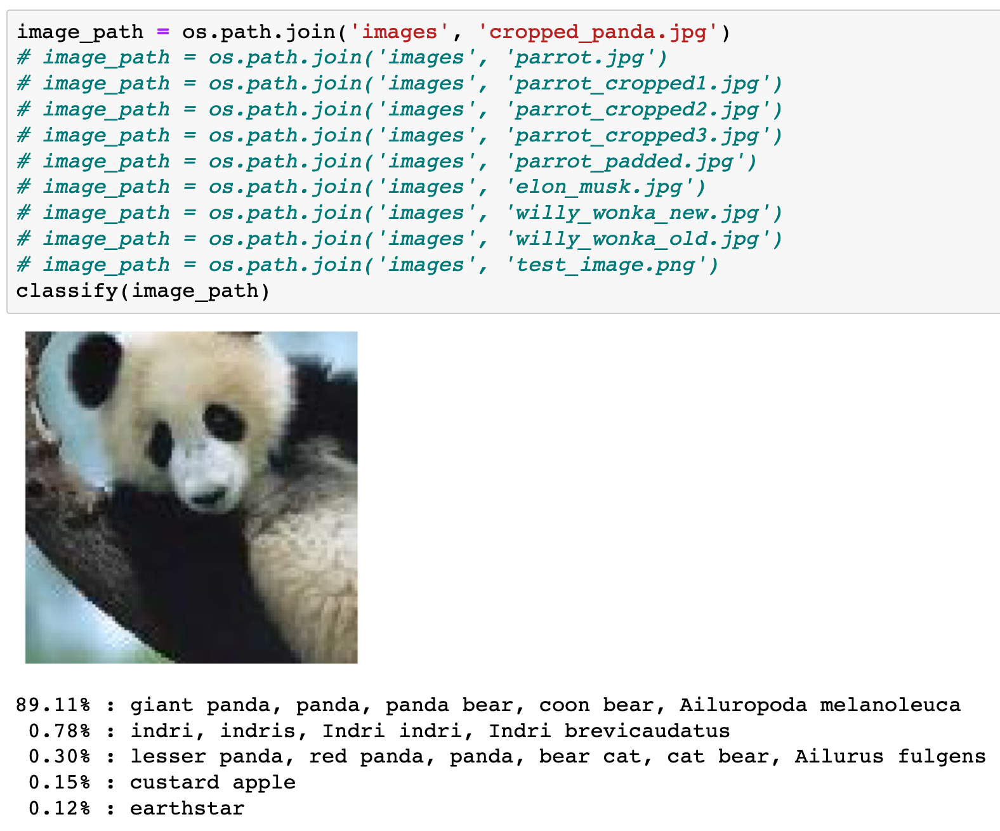 image_path = os.path.join('images', 'cropped_panda.jpg')
# image_path = os.path.join('images', 'parrot.jpg')
# image_path = os.path.join('images', 'parrot_cropped1.jpg')
# image_path = os.path.join('images', 'parrot_cropped2.jpg')
# image_path = os.path.join('images', 'parrot_cropped3.jpg')
# image_path = os.path.join('images', 'parrot_padded.jpg')
# image_path = os.path.join('images', 'elon_musk.jpg')
# image_path = os.path.join('images', 'willy_wonka_new.jpg')
# image_path = os.path.join('images', 'willy_wonka_old.jpg')
# image_path = os.path.join('images', 'test_image.png')
classify(image_path)
89.11% : giant panda, panda, panda bear, coon bear, Ailuropoda melanoleuca
0.78% : indri, indris, Indri indri, Indri brevicaudatus
0.30% : lesser panda, red panda, panda, bear cat, cat bear, Ailurus fulgens
0.15% : custard apple
0.12% : earthstar